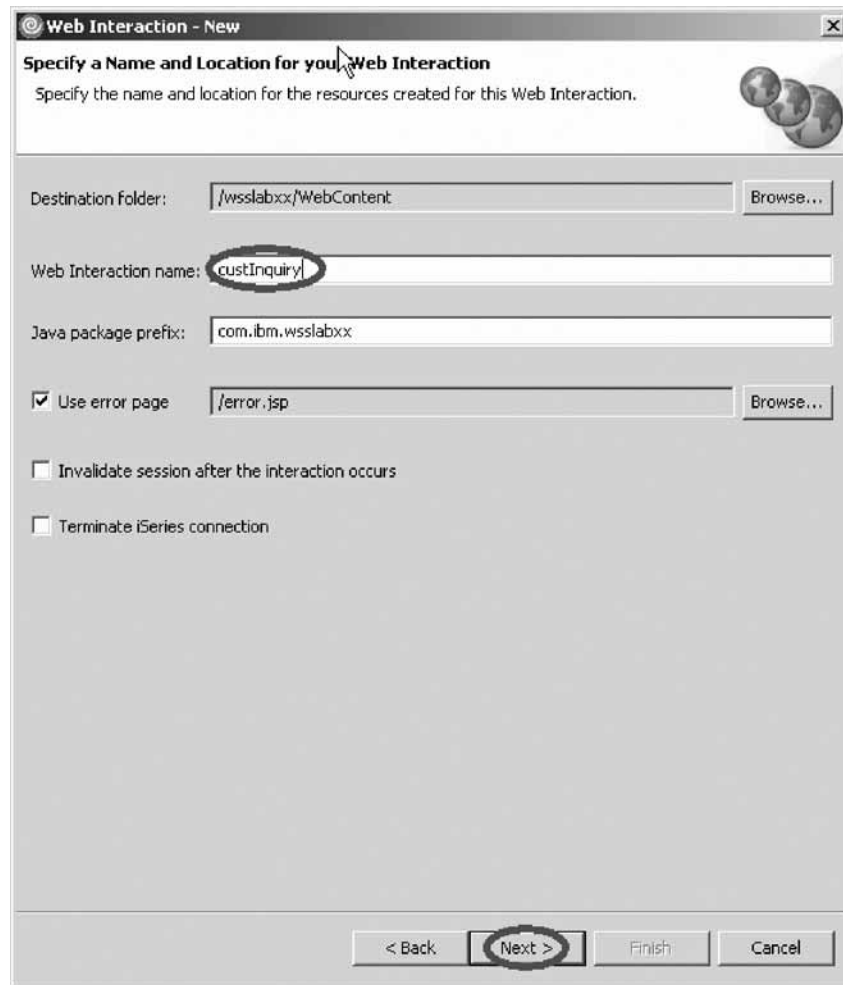 Web Interaction - New
Specify a Name and Location for your Web Interaction
Specify the name and location for the resources created for this Web Interaction.
Destination folder: /wsslabxx/WebContent Browse...
Web Interaction name: custInquiry
Java package prefix: com.ibm.wsslabxx
Use error page /error.jsp Browse...
Invalidate session after the interaction occurs
Terminate iSeries connection
< Back Next > Finish Cancel